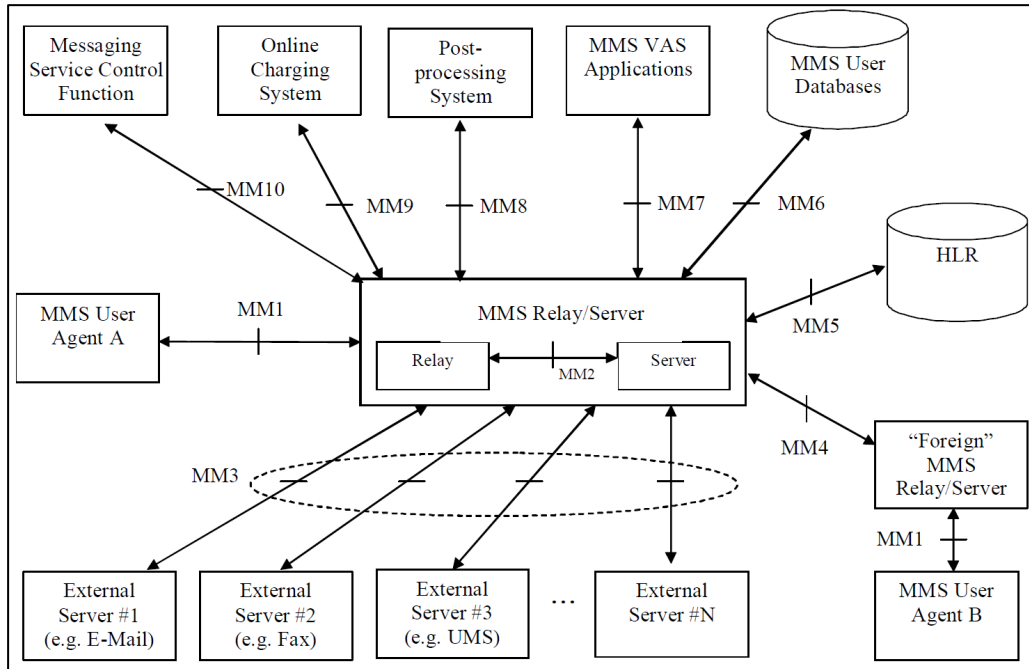 Messaging
Service Control
Function
Online
Charging
System
Post-
processing
System
MMS VAS
Applications
MMS User
Databases
MM10
MM9
MM8
MM7
MM6
HLR
MM5
MMS User
Agent A
MM1
MMS Relay/Server
Relay
MM2
Server
MM4
“Foreign”
MMS
Relay/Server
MM3
MM1
External
Server #1
(e.g. E-Mail)
External
Server #2
(e.g. Fax)
External
Server #3
(e.g. UMS)
...
External
Server #N
MMS User
Agent B